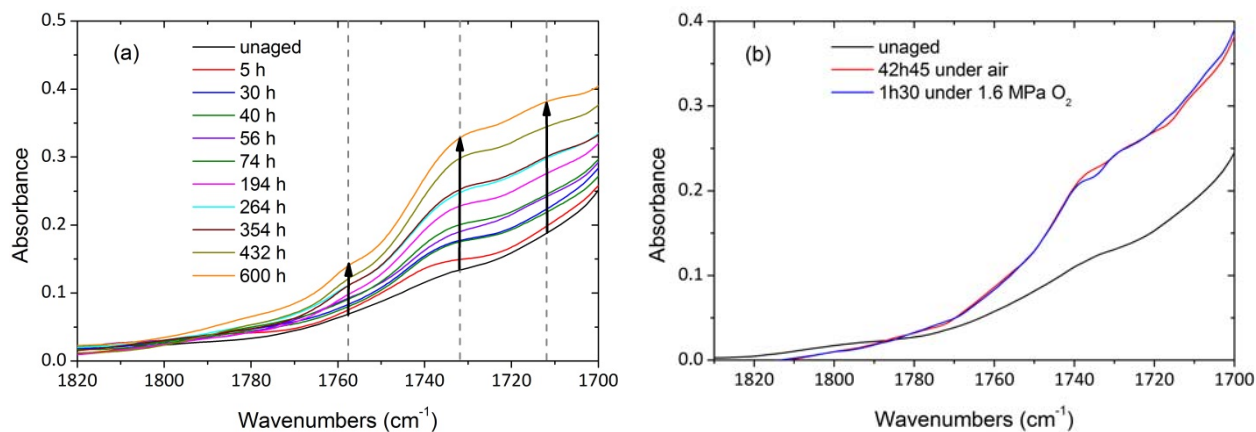 (a)
unaged
5 h
30 h
40 h
56 h
74 h
194 h
264 h
354 h
432 h
600 h
0.5
0.4
0.3
0.2
0.1
0.0
Absorbance
1820 1800 1780 1760 1740 1720 1700
Wavenumbers (cm⁻¹)
(b)
unaged
42h45 under air
1h30 under 1.6 MPa O₂
0.4
0.3
0.2
0.1
0.0
Absorbance
1820 1800 1780 1760 1740 1720 1700
Wavenumbers (cm⁻¹)